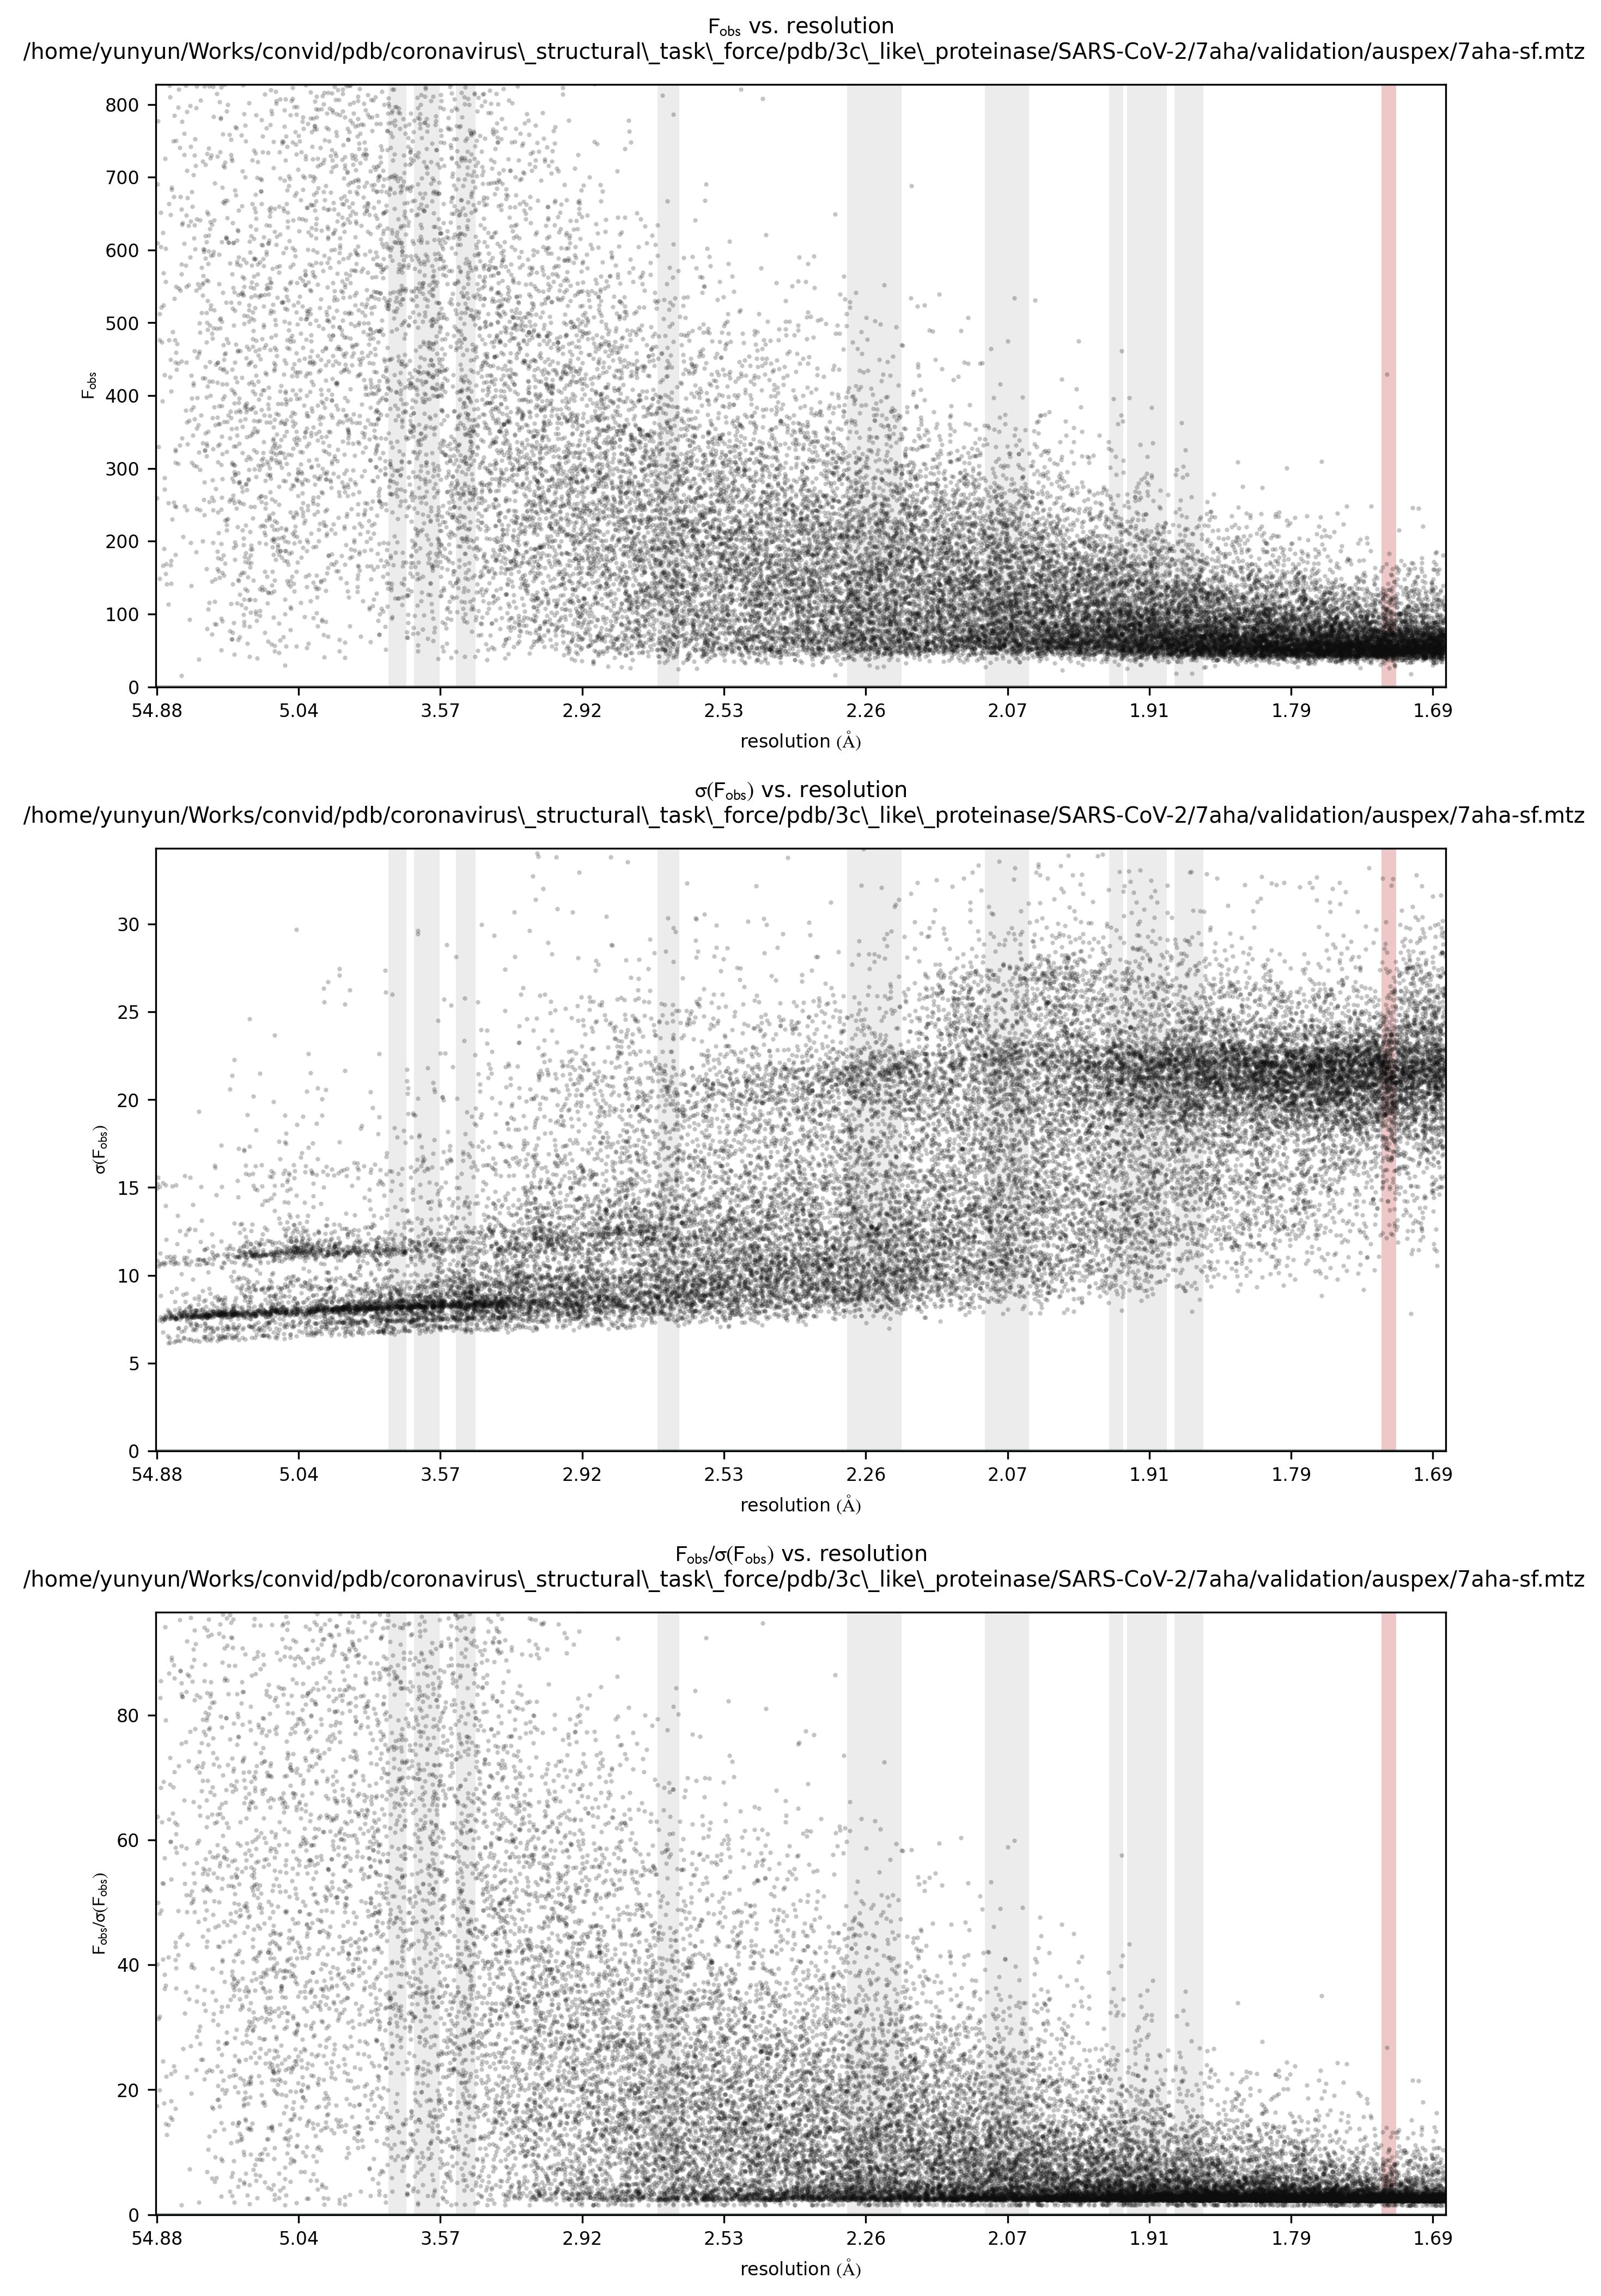 Fobs vs. resolution
/home/yunyun/Works/convid/pdb/coronavirus\_structural\_task\_force/pdb/3c\_like\_proteinase/SARS-CoV-2/7aha/validation/auspex/7aha-sf.mtz
800
700
600
500
400
300
200
100
0
Fobs
54.88 5.04 3.57 2.92 2.53 2.26 2.07 1.91 1.79 1.69
resolution (Å)
σ(Fobs) vs. resolution
/home/yunyun/Works/convid/pdb/coronavirus\_structural\_task\_force/pdb/3c\_like\_proteinase/SARS-CoV-2/7aha/validation/auspex/7aha-sf.mtz
30
25
20
15
10
5
0
σ(Fobs)
54.88 5.04 3.57 2.92 2.53 2.26 2.07 1.91 1.79 1.69
resolution (Å)
Fobs/σ(Fobs) vs. resolution
/home/yunyun/Works/convid/pdb/coronavirus\_structural\_task\_force/pdb/3c\_like\_proteinase/SARS-CoV-2/7aha/validation/auspex/7aha-sf.mtz
80
60
40
20
0
Fobs/σ(Fobs)
54.88 5.04 3.57 2.92 2.53 2.26 2.07 1.91 1.79 1.69
resolution (Å)